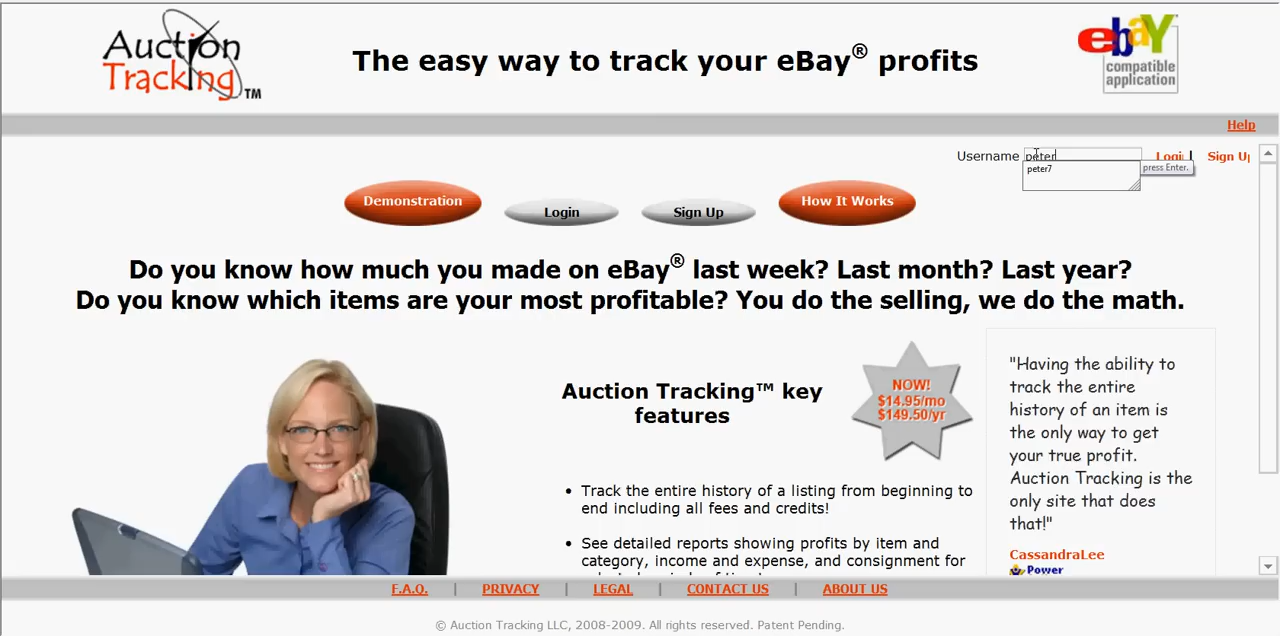 Auction
Tracking™
The easy way to track your eBay® profits
ebaY
compatible
application
Help
Username peter
Logi | Sign U
peter7
press Enter.
Demonstration
Login
Sign Up
How It Works
Do you know how much you made on eBay® last week? Last month? Last year?
Do you know which items are your most profitable? You do the selling, we do the math.
Auction Tracking™ key
features
NOW!
$14.95/mo
$149.50/yr
• Track the entire history of a listing from beginning to
end including all fees and credits!
• See detailed reports showing profits by item and
category, income and expense, and consignment for
"Having the ability to
track the entire
history of an item is
the only way to get
your true profit.
Auction Tracking is the
only site that does
that!"
CassandraLee
Power
F.A.Q. | PRIVACY | LEGAL | CONTACT US | ABOUT US
© Auction Tracking LLC, 2008-2009. All rights reserved. Patent Pending.